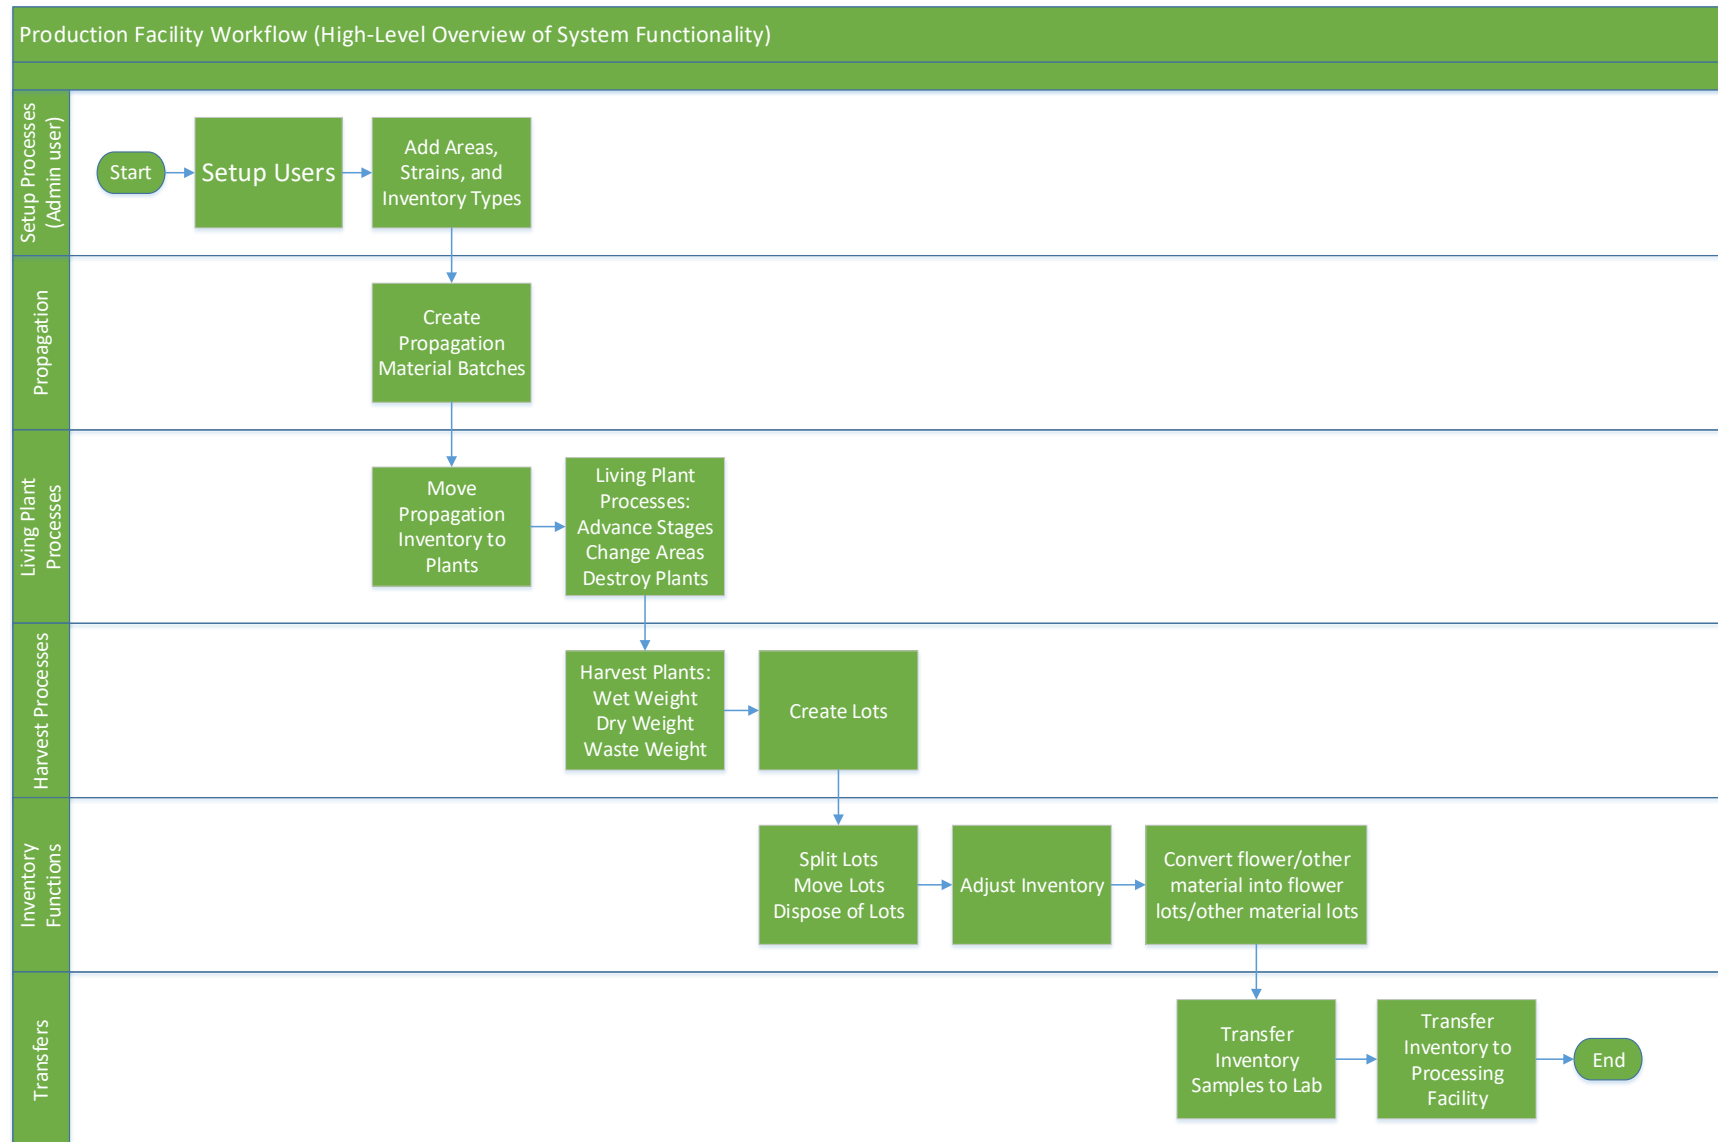 Production Facility Workflow (High-Level Overview of System Functionality)
Setup Processes
(Admin user)
Start
Setup Users
Add Areas,
Strains, and
Inventory Types
Propagation
Create
Propagation
Material Batches
Living Plant
Processes
Move
Propagation
Inventory to
Plants
Living Plant
Processes:
Advance Stages
Change Areas
Destroy Plants
Harvest Processes
Harvest Plants:
Wet Weight
Dry Weight
Waste Weight
Create Lots
Inventory
Functions
Split Lots
Move Lots
Dispose of Lots
Adjust Inventory
Convert flower/other
material into flower
lots/other material lots
Transfers
Transfer
Inventory
Samples to Lab
Transfer
Inventory to
Processing
Facility
End